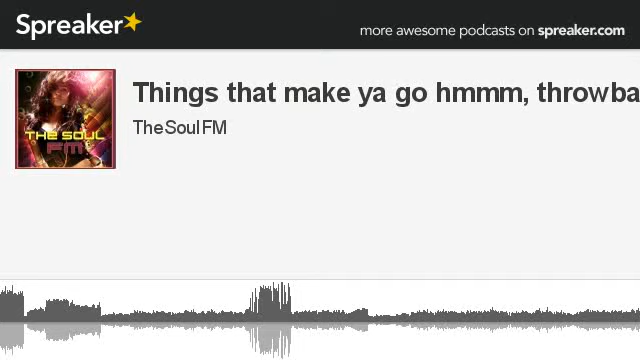 Spreaker
more awesome podcasts on spreaker.com
Things that make ya go hmmm, throwba
TheSoulFM
THE SOUL
FM